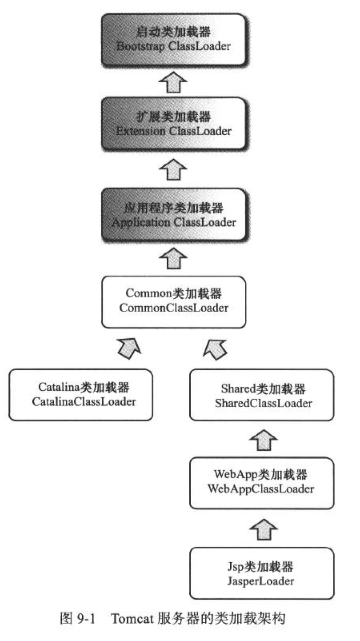 启动类加载器
Bootstrap ClassLoader
扩展类加载器
Extension ClassLoader
应用程序类加载器
Application ClassLoader
Common类加载器
CommonClassLoader
Catalina类加载器
CatalinaClassLoader
Shared类加载器
SharedClassLoader
WebApp类加载器
WebAppClassLoader
Jsp类加载器
JasperLoader
图 9-1 Tomcat 服务器的类加载架构